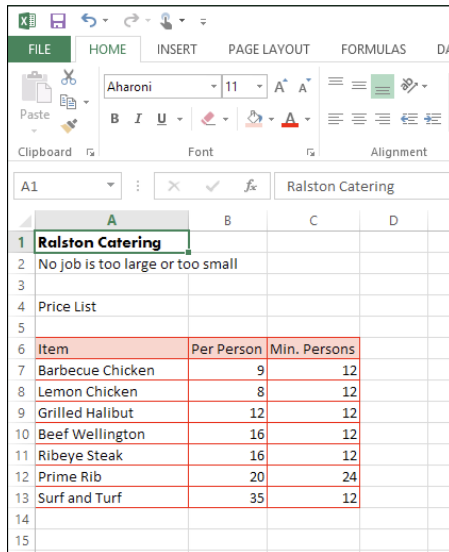 FILE HOME INSERT PAGE LAYOUT FORMULAS DA
Paste
Aharoni 11 A A
B I U A
Clipboard Font Alignment
A1 fx Ralston Catering
A B C D
1 Ralston Catering
2 No job is too large or too small
3
4 Price List
5
6 Item Per Person Min. Persons
7 Barbecue Chicken 9 12
8 Lemon Chicken 8 12
9 Grilled Halibut 12 12
10 Beef Wellington 16 12
11 Ribeye Steak 16 12
12 Prime Rib 20 24
13 Surf and Turf 35 12
14
15